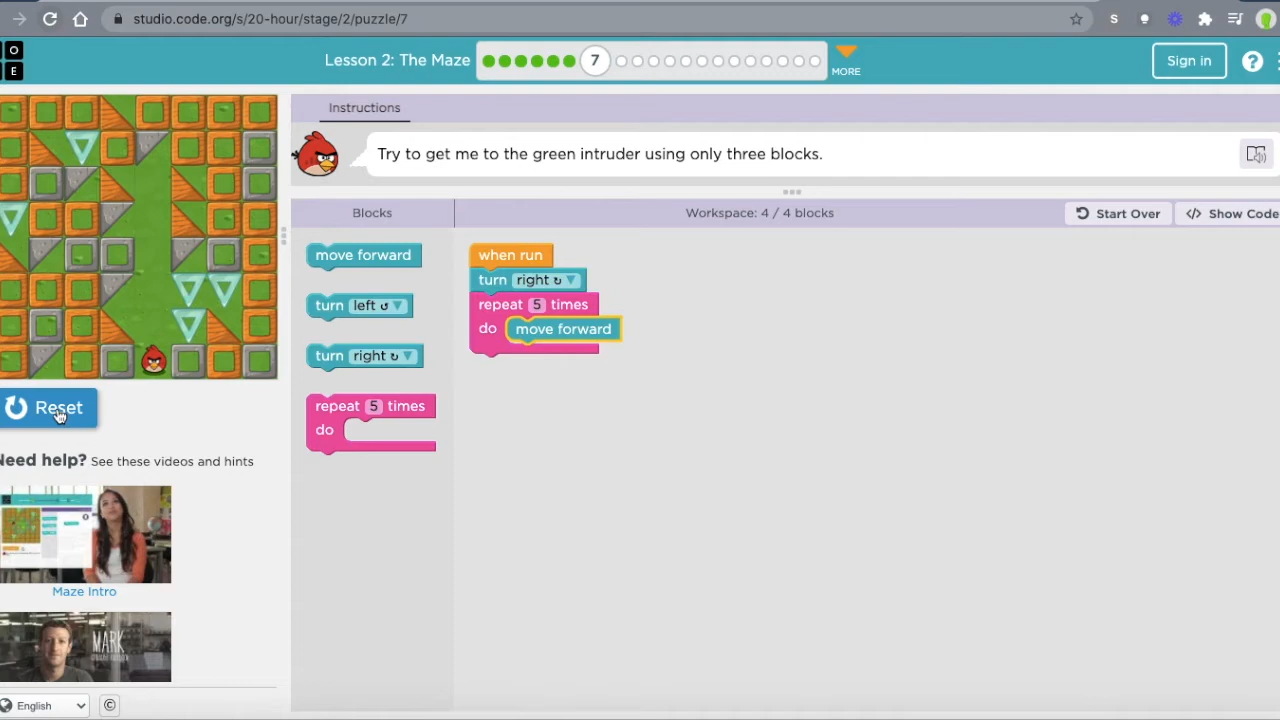 studio.code.org/s/20-hour/stage/2/puzzle/7
S
O
E
Lesson 2: The Maze
7
MORE
Sign in
?
Instructions
Try to get me to the green intruder using only three blocks.
Blocks
Workspace: 4 / 4 blocks
Start Over
</> Show Code
move forward
turn left ↺
turn right ↻
repeat 5 times
do
when run
turn right ↻
repeat 5 times
do move forward
Reset
Need help? See these videos and hints
Maze Intro
MARK
English
©